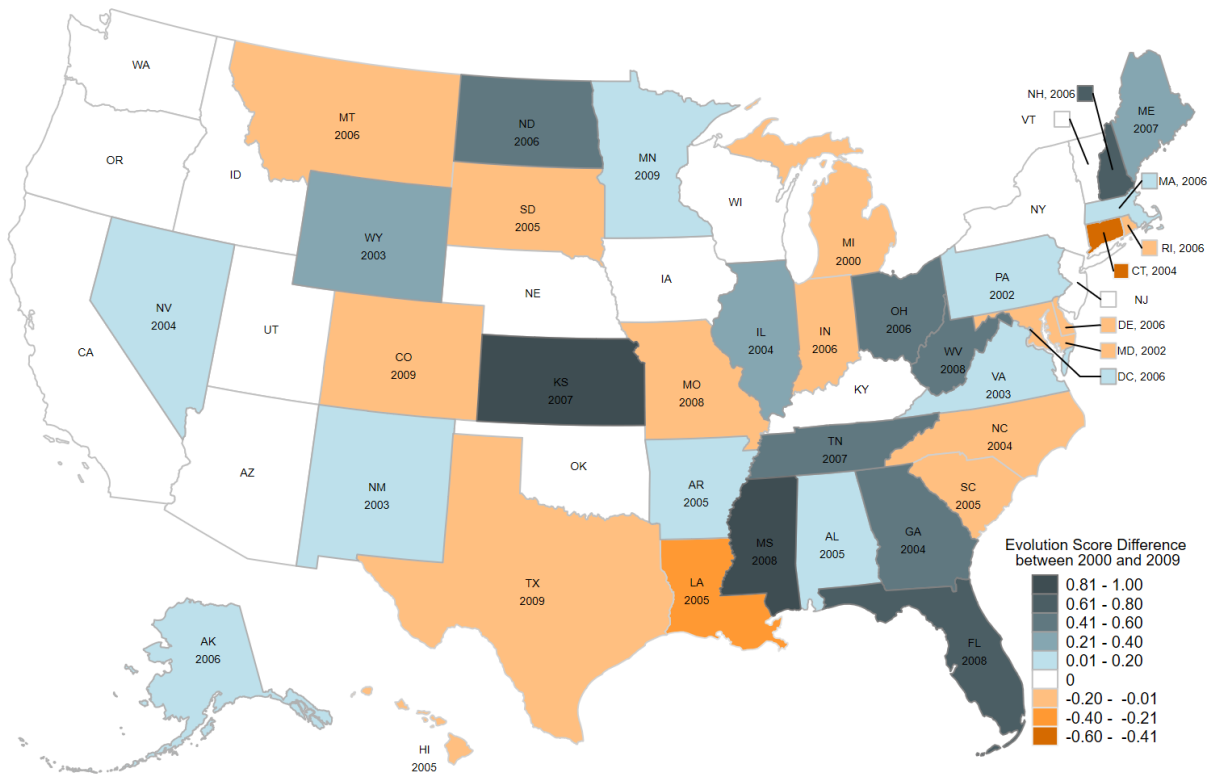 WA
MT
2006
ND
2006
MN
2009
NH, 2006
VT
ME
2007
OR
ID
SD
2005
WI
MI
2000
NY
MA, 2006
RI, 2006
CT, 2004
WY
2003
NV
2004
NE
IA
PA
2002
NJ
IL
2004
IN
2006
OH
2006
DE, 2006
UT
CA
CO
2009
KS
2007
MO
2008
KY
WV
2008
VA
2003
MD, 2002
DC, 2006
AZ
NM
2003
OK
AR
2005
TN
2007
NC
2004
SC
2005
TX
2009
LA
2005
MS
2008
AL
2005
GA
2004
FL
2008
AK
2006
HI
2005
Evolution Score Difference
between 2000 and 2009
0.81 - 1.00
0.61 - 0.80
0.41 - 0.60
0.21 - 0.40
0.01 - 0.20
0
-0.20 - -0.01
-0.40 - -0.21
-0.60 - -0.41